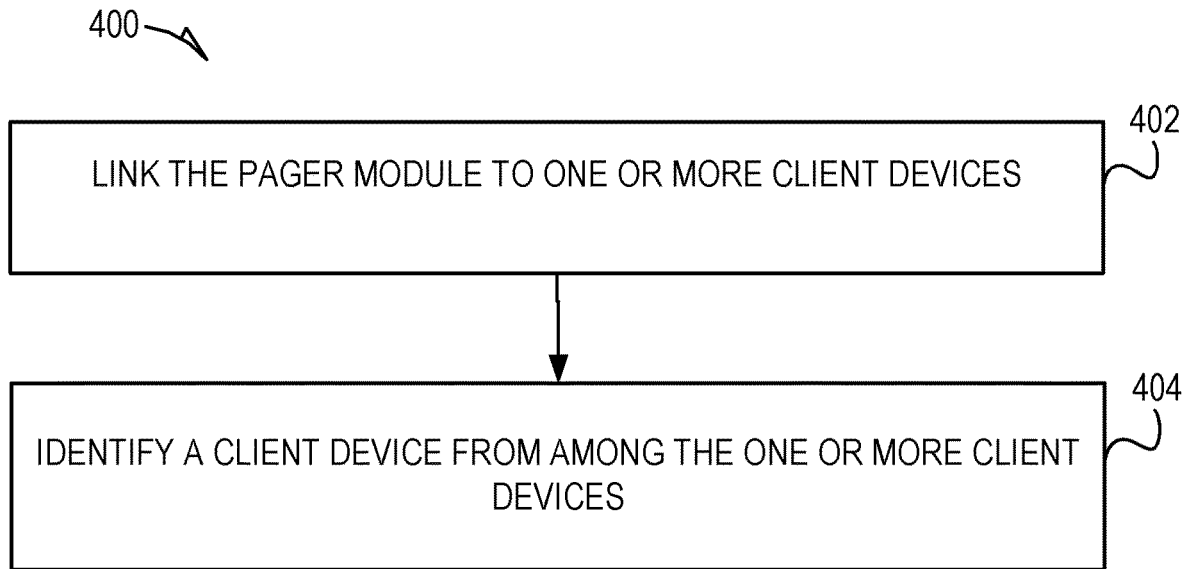 400
402
LINK THE PAGER MODULE TO ONE OR MORE CLIENT DEVICES
404
IDENTIFY A CLIENT DEVICE FROM AMONG THE ONE OR MORE CLIENT
DEVICES